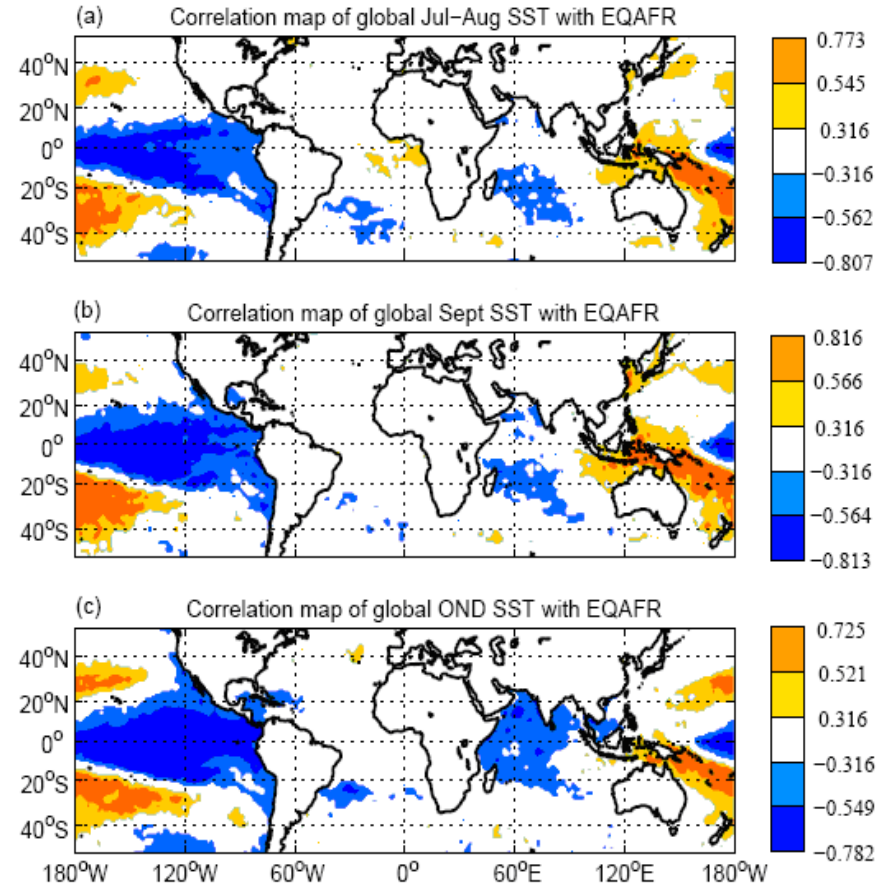 (a) Correlation map of global Jul−Aug SST with EQAFR
40°N
20°N
0°
20°S
40°S
0.773
0.545
0.316
−0.316
−0.562
−0.807
(b) Correlation map of global Sept SST with EQAFR
40°N
20°N
0°
20°S
40°S
0.816
0.566
0.316
−0.316
−0.564
−0.813
(c) Correlation map of global OND SST with EQAFR
40°N
20°N
0°
20°S
40°S
0.725
0.521
0.316
−0.316
−0.549
−0.782
180°W 120°W 60°W 0° 60°E 120°E 180°W